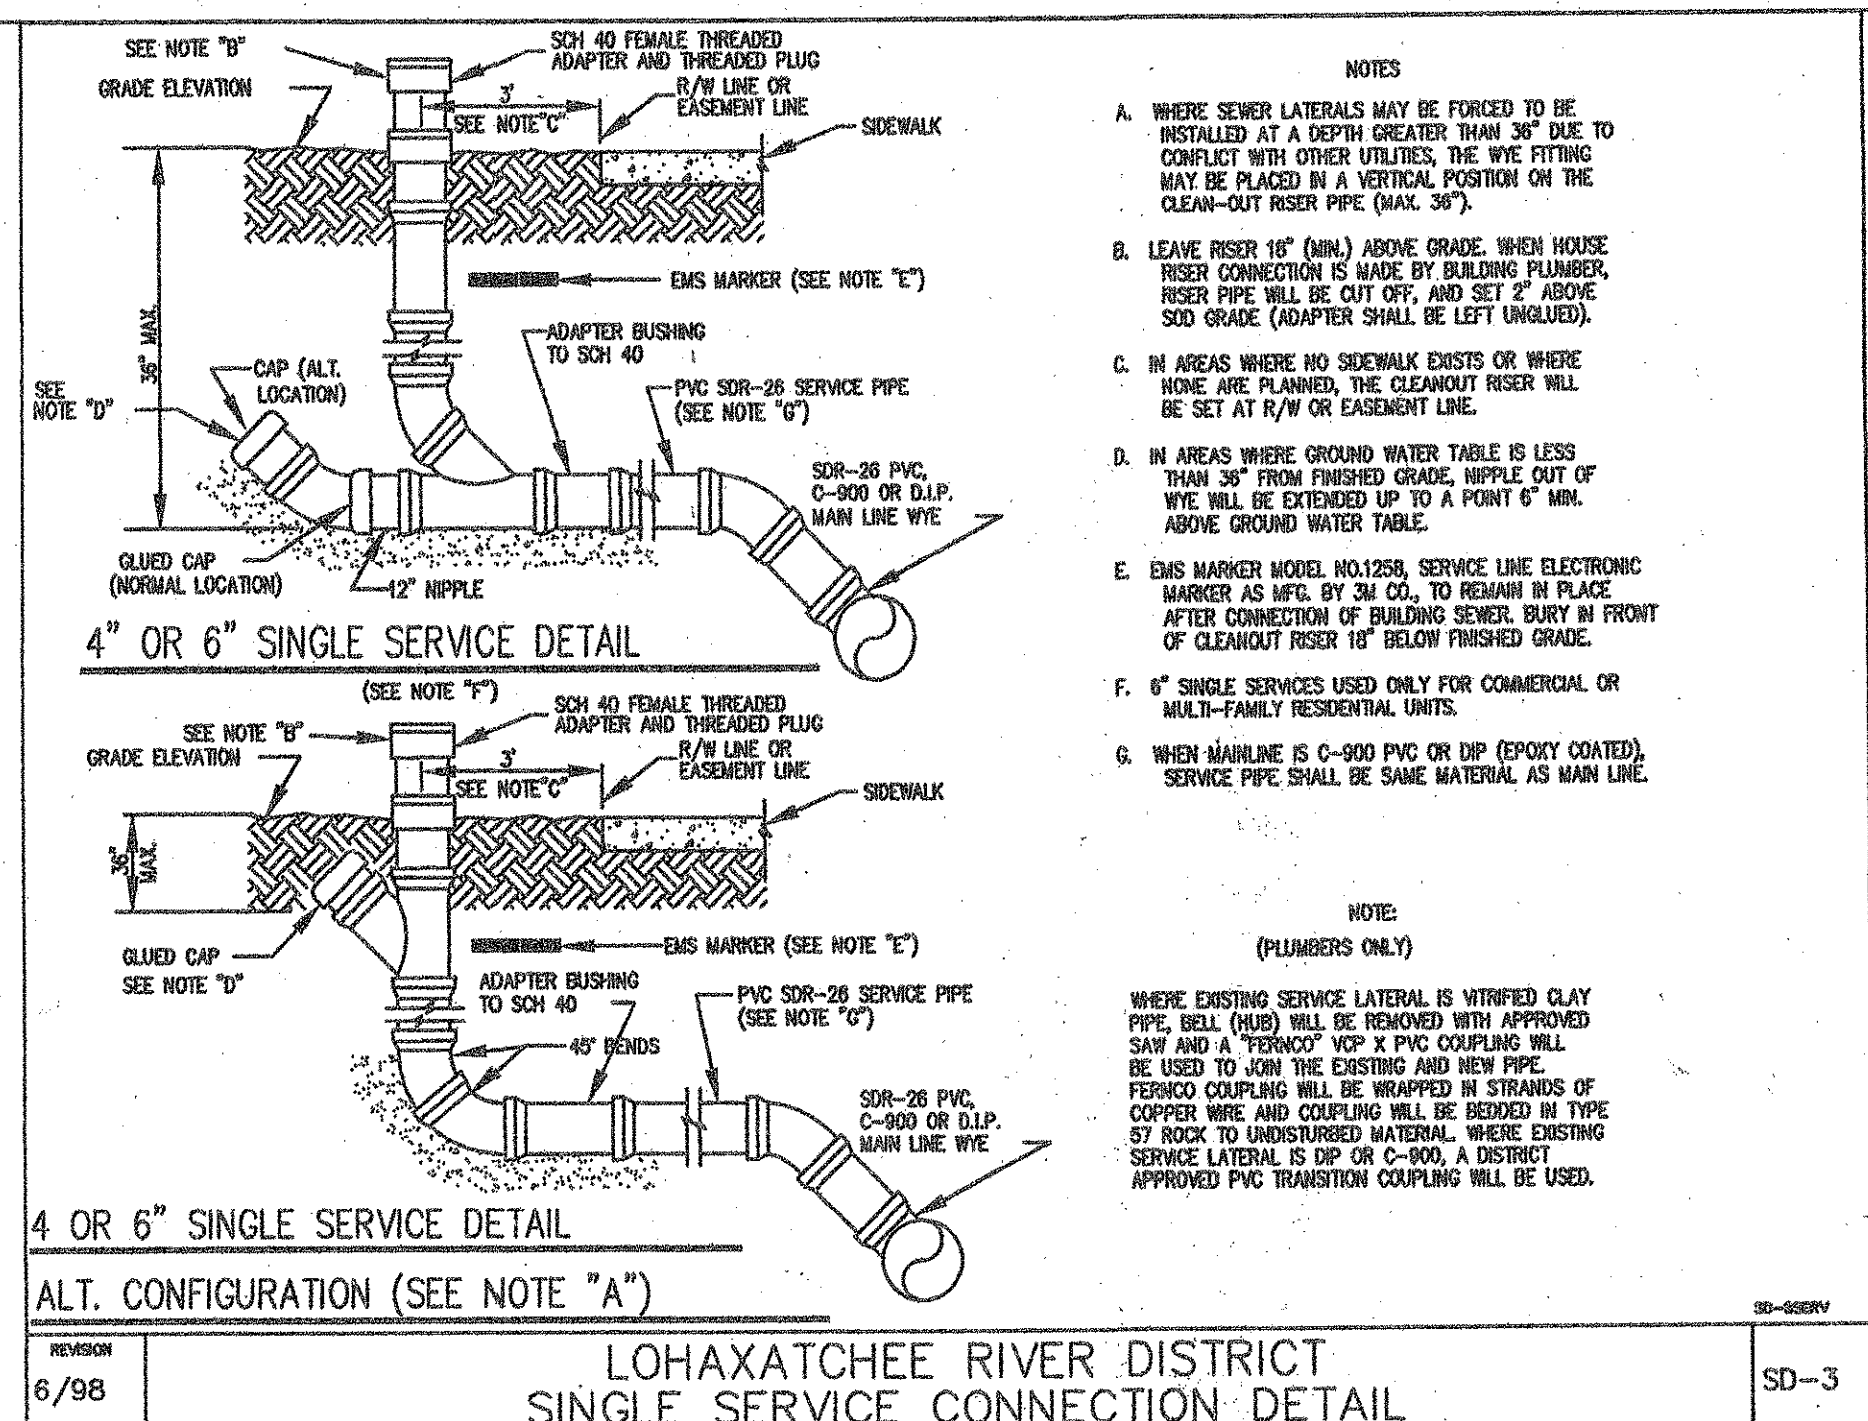 SEE NOTE "B"
SCH 40 FEMALE THREADED
ADAPTER AND THREADED PLUG
GRADE ELEVATION
3'
R/W LINE OR
EASEMENT LINE
SEE NOTE"C"
SIDEWALK
36" MAX.
EMS MARKER (SEE NOTE "E")
ADAPTER BUSHING
TO SCH 40
CAP (ALT.
LOCATION)
SEE
NOTE "D"
PVC SDR-26 SERVICE PIPE
(SEE NOTE "G")
SDR-26 PVC,
C-900 OR D.I.P.
MAIN LINE WYE
GLUED CAP
(NORMAL LOCATION)
12" NIPPLE
4" OR 6" SINGLE SERVICE DETAIL
(SEE NOTE "F")
SEE NOTE "B"
SCH 40 FEMALE THREADED
ADAPTER AND THREADED PLUG
GRADE ELEVATION
3'
R/W LINE OR
EASEMENT LINE
SEE NOTE"C"
SIDEWALK
36"
MAX.
GLUED CAP
SEE NOTE "D"
EMS MARKER (SEE NOTE "E")
ADAPTER BUSHING
TO SCH 40
PVC SDR-26 SERVICE PIPE
(SEE NOTE "G")
45° BENDS
SDR-26 PVC,
C-900 OR D.I.P.
MAIN LINE WYE
4 OR 6" SINGLE SERVICE DETAIL
ALT. CONFIGURATION (SEE NOTE "A")
NOTES
A. WHERE SEWER LATERALS MAY BE FORCED TO BE
INSTALLED AT A DEPTH GREATER THAN 36" DUE TO
CONFLICT WITH OTHER UTILITIES, THE WYE FITTING
MAY BE PLACED IN A VERTICAL POSITION ON THE
CLEAN-OUT RISER PIPE (MAX. 36").
B. LEAVE RISER 18" (MIN.) ABOVE GRADE. WHEN HOUSE
RISER CONNECTION IS MADE BY BUILDING PLUMBER,
RISER PIPE WILL BE CUT OFF, AND SET 2" ABOVE
SOD GRADE (ADAPTER SHALL BE LEFT UNGLUED).
C. IN AREAS WHERE NO SIDEWALK EXISTS OR WHERE
NONE ARE PLANNED, THE CLEANOUT RISER WILL
BE SET AT R/W OR EASEMENT LINE.
D. IN AREAS WHERE GROUND WATER TABLE IS LESS
THAN 36" FROM FINISHED GRADE, NIPPLE OUT OF
WYE WILL BE EXTENDED UP TO A POINT 6" MIN.
ABOVE GROUND WATER TABLE.
E. EMS MARKER MODEL NO.1258, SERVICE LINE ELECTRONIC
MARKER AS MFG. BY 3M CO., TO REMAIN IN PLACE
AFTER CONNECTION OF BUILDING SEWER. BURY IN FRONT
OF CLEANOUT RISER 18" BELOW FINISHED GRADE.
F. 6" SINGLE SERVICES USED ONLY FOR COMMERCIAL OR
MULTI-FAMILY RESIDENTIAL UNITS.
G. WHEN MAINLINE IS C-900 PVC OR DIP (EPOXY COATED),
SERVICE PIPE SHALL BE SAME MATERIAL AS MAIN LINE.
NOTE:
(PLUMBERS ONLY)
WHERE EXISTING SERVICE LATERAL IS VITRIFIED CLAY
PIPE, BELL (HUB) WILL BE REMOVED WITH APPROVED
SAW AND A "FERNCO" VCP X PVC COUPLING WILL
BE USED TO JOIN THE EXISTING AND NEW PIPE.
FERNCO COUPLING WILL BE WRAPPED IN STRANDS OF
COPPER WIRE AND COUPLING WILL BE BEDDED IN TYPE
57 ROCK TO UNDISTURBED MATERIAL. WHERE EXISTING
SERVICE LATERAL IS DIP OR C-900, A DISTRICT
APPROVED PVC TRANSITION COUPLING WILL BE USED.
SD-SSERV
REVISION
6/98
LOHAXATCHEE RIVER DISTRICT
SINGLE SERVICE CONNECTION DETAIL
SD-3